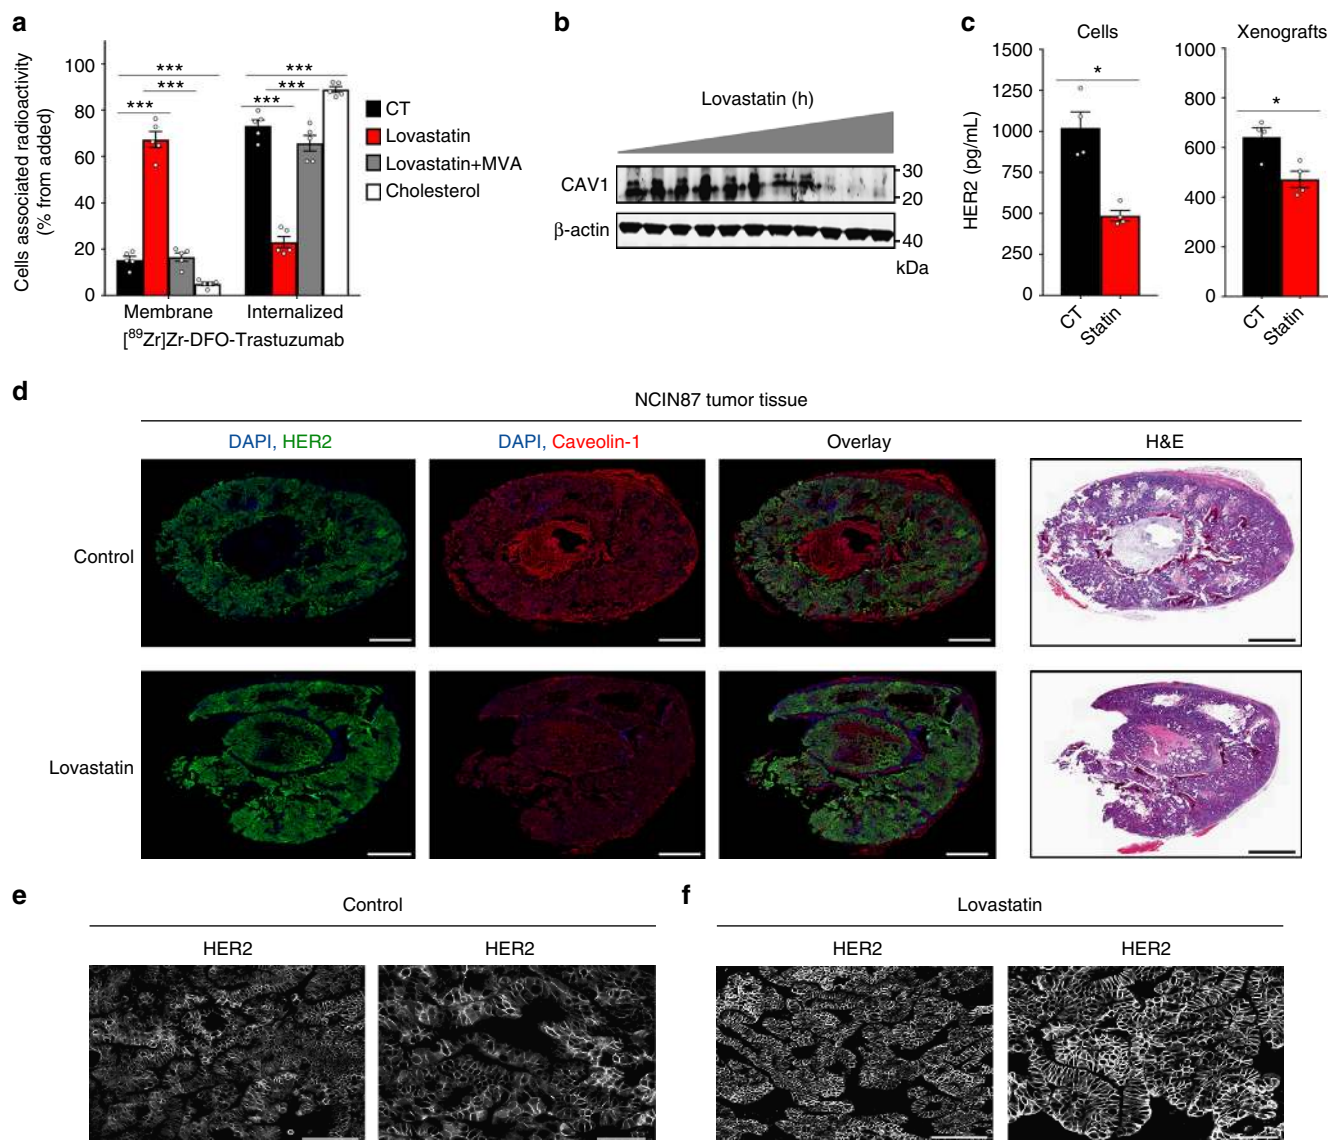 a
Cells associated radioactivity
(% from added)
100
80
60
40
20
0
***
***
***
***
***
***
CT
Lovastatin
Lovastatin+MVA
Cholesterol
Membrane
Internalized
[⁸⁹Zr]Zr-DFO-Trastuzumab
b
Lovastatin (h)
CAV1
30
20
β-actin
40
kDa
c
Cells
Xenografts
HER2 (pg/mL)
1500
1250
1000
750
500
250
0
*
CT
Statin
1000
800
600
400
200
0
*
CT
Statin
d
NCIN87 tumor tissue
DAPI, HER2
DAPI, Caveolin-1
Overlay
H&E
Control
Lovastatin
e
Control
HER2
HER2
f
Lovastatin
HER2
HER2